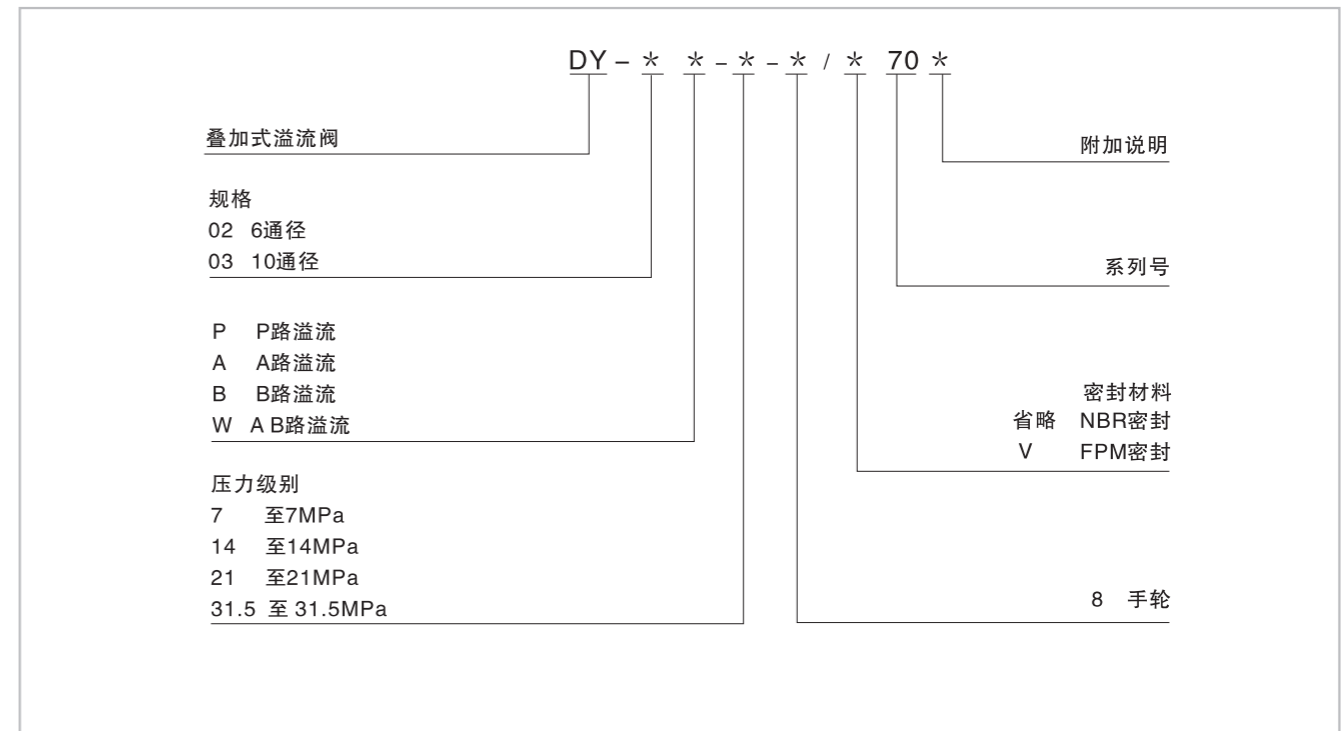 DY – * * – * – * / * 70 *
叠加式溢流阀
附加说明
规格
02 6通径
03 10通径
系列号
P P路溢流
A A路溢流
B B路溢流
W A B路溢流
密封材料
省略 NBR密封
V FPM密封
压力级别
7 至7MPa
14 至14MPa
21 至21MPa
31.5 至 31.5MPa
8 手轮